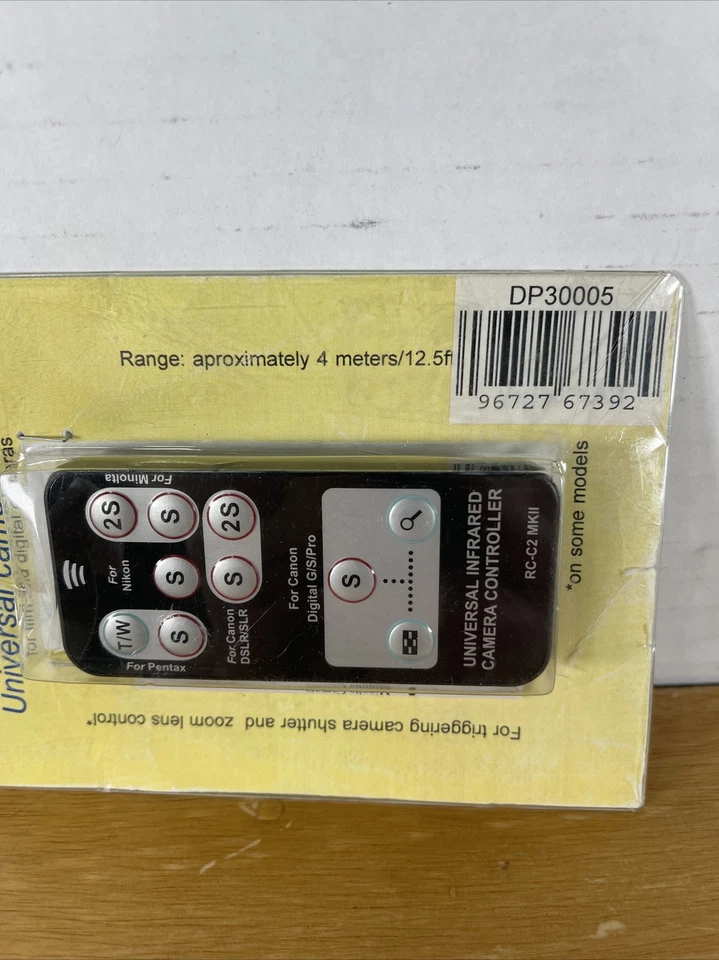 DP30005
96727 67392
Range: aproximately 4 meters/12.5ft
Universal
digital
*on some models
For Minolta
2S
S
2S
For
Nikon
S
S
T/W
S
For Pentax
For Canon
DSLR/SLR
For Canon
Digital G/S/Pro
S
UNIVERSAL INFRARED
CAMERA CONTROLLER
RC-C2 MKII
For triggering camera shutter and zoom lens control*